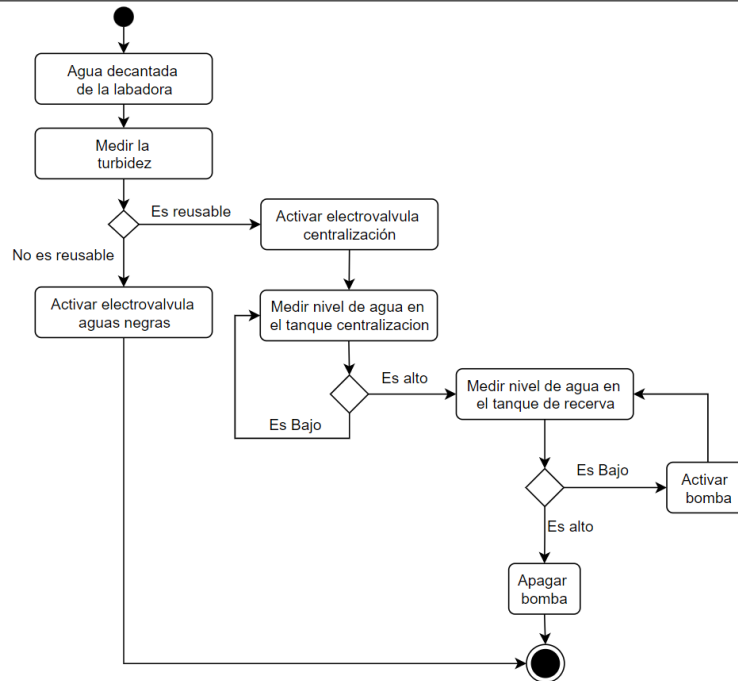 Agua decantada
de la labadora
Medir la
turbidez
Es reusable
Activar electrovalvula
centralización
No es reusable
Activar electrovalvula
aguas negras
Medir nivel de agua en
el tanque centralizacion
Es alto
Es Bajo
Medir nivel de agua en
el tanque de recerva
Es Bajo
Activar
bomba
Es alto
Apagar
bomba